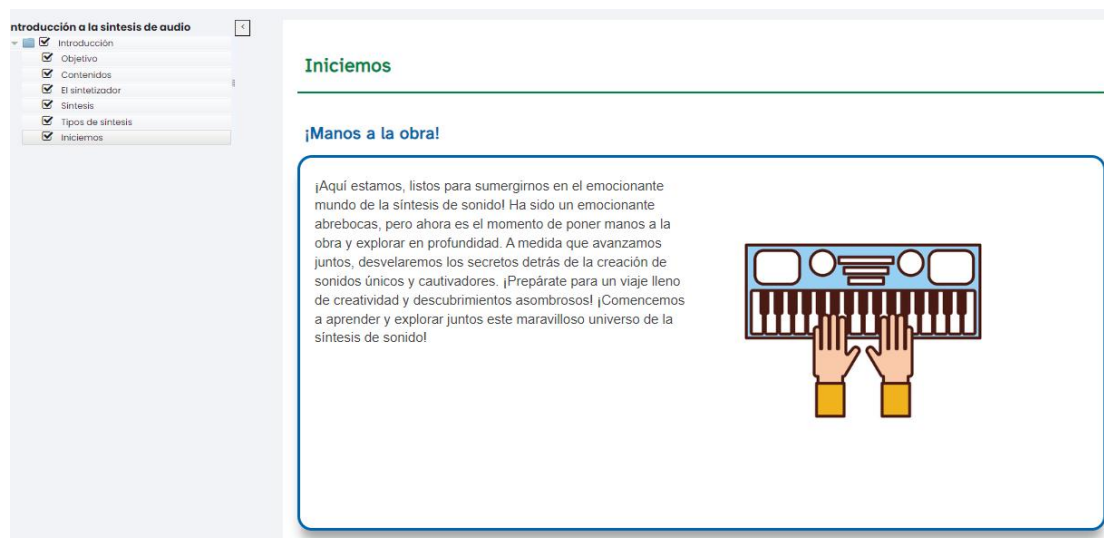 ntroducción a la sintesis de audio
<
Introducción
Objetivo
Contenidos
El sintetizador
Sintesis
Tipos de sintesis
Iniciemos
Iniciemos
¡Manos a la obra!
¡Aquí estamos, listos para sumergirnos en el emocionante
mundo de la síntesis de sonido! Ha sido un emocionante
abrebocas, pero ahora es el momento de poner manos a la
obra y explorar en profundidad. A medida que avanzamos
juntos, desvelaremos los secretos detrás de la creación de
sonidos únicos y cautivadores. ¡Prepárate para un viaje lleno
de creatividad y descubrimientos asombrosos! ¡Comencemos
a aprender y explorar juntos este maravilloso universo de la
síntesis de sonido!